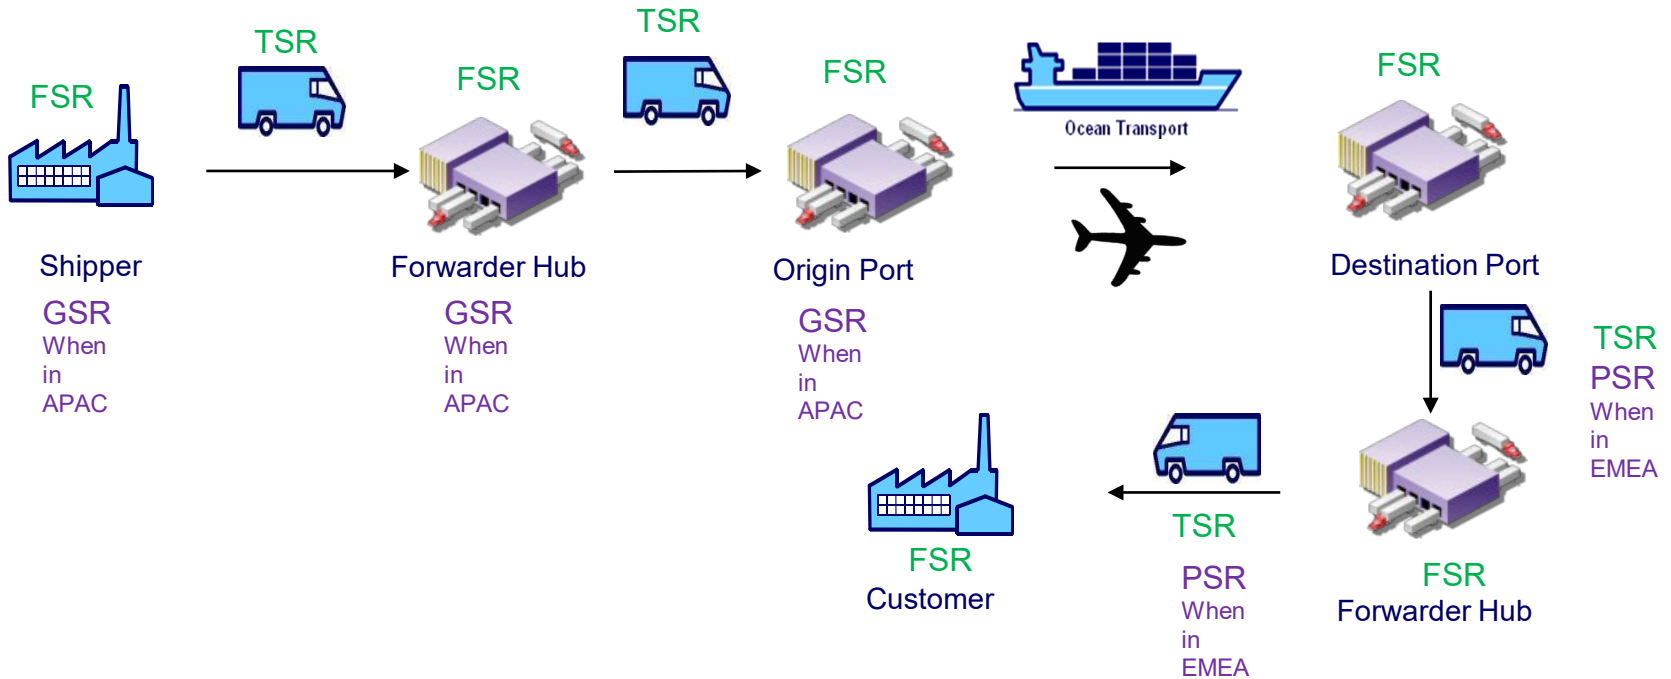 TSR
TSR
FSR
FSR
FSR
FSR
Ocean Transport
Shipper
Forwarder Hub
Origin Port
Destination Port
GSR
When
in
APAC
GSR
When
in
APAC
GSR
When
in
APAC
TSR
PSR
When
in
EMEA
TSR
PSR
When
in
EMEA
FSR
Customer
FSR
Forwarder Hub